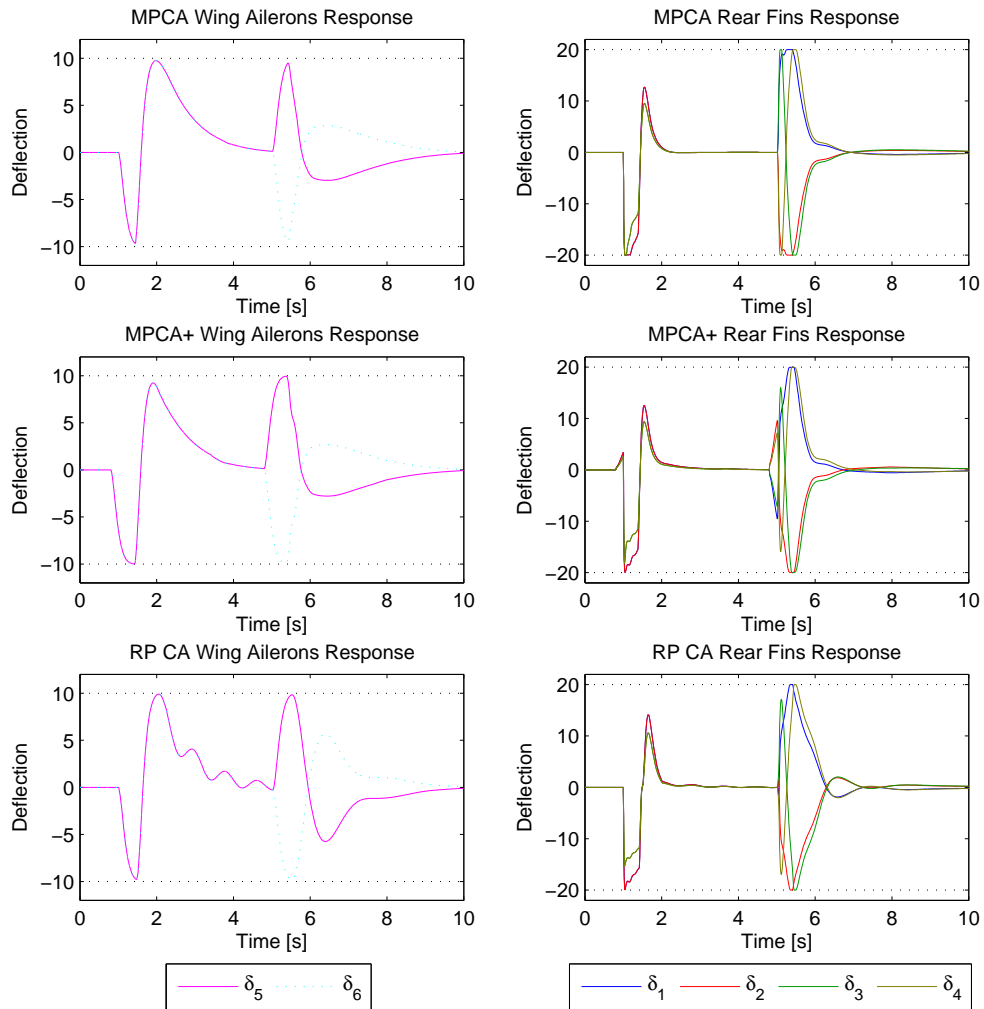 MPCA Wing Ailerons Response
10
5
0
−5
−10
Deflection
0 2 4 6 8 10
Time [s]
MPCA Rear Fins Response
20
10
0
−10
−20
Deflection
0 2 4 6 8 10
Time [s]
MPCA+ Wing Ailerons Response
10
5
0
−5
−10
Deflection
0 2 4 6 8 10
Time [s]
MPCA+ Rear Fins Response
20
10
0
−10
−20
Deflection
0 2 4 6 8 10
Time [s]
RP CA Wing Ailerons Response
10
5
0
−5
−10
Deflection
0 2 4 6 8 10
Time [s]
RP CA Rear Fins Response
20
10
0
−10
−20
Deflection
0 2 4 6 8 10
Time [s]
δ5 δ6
δ1 δ2 δ3 δ4